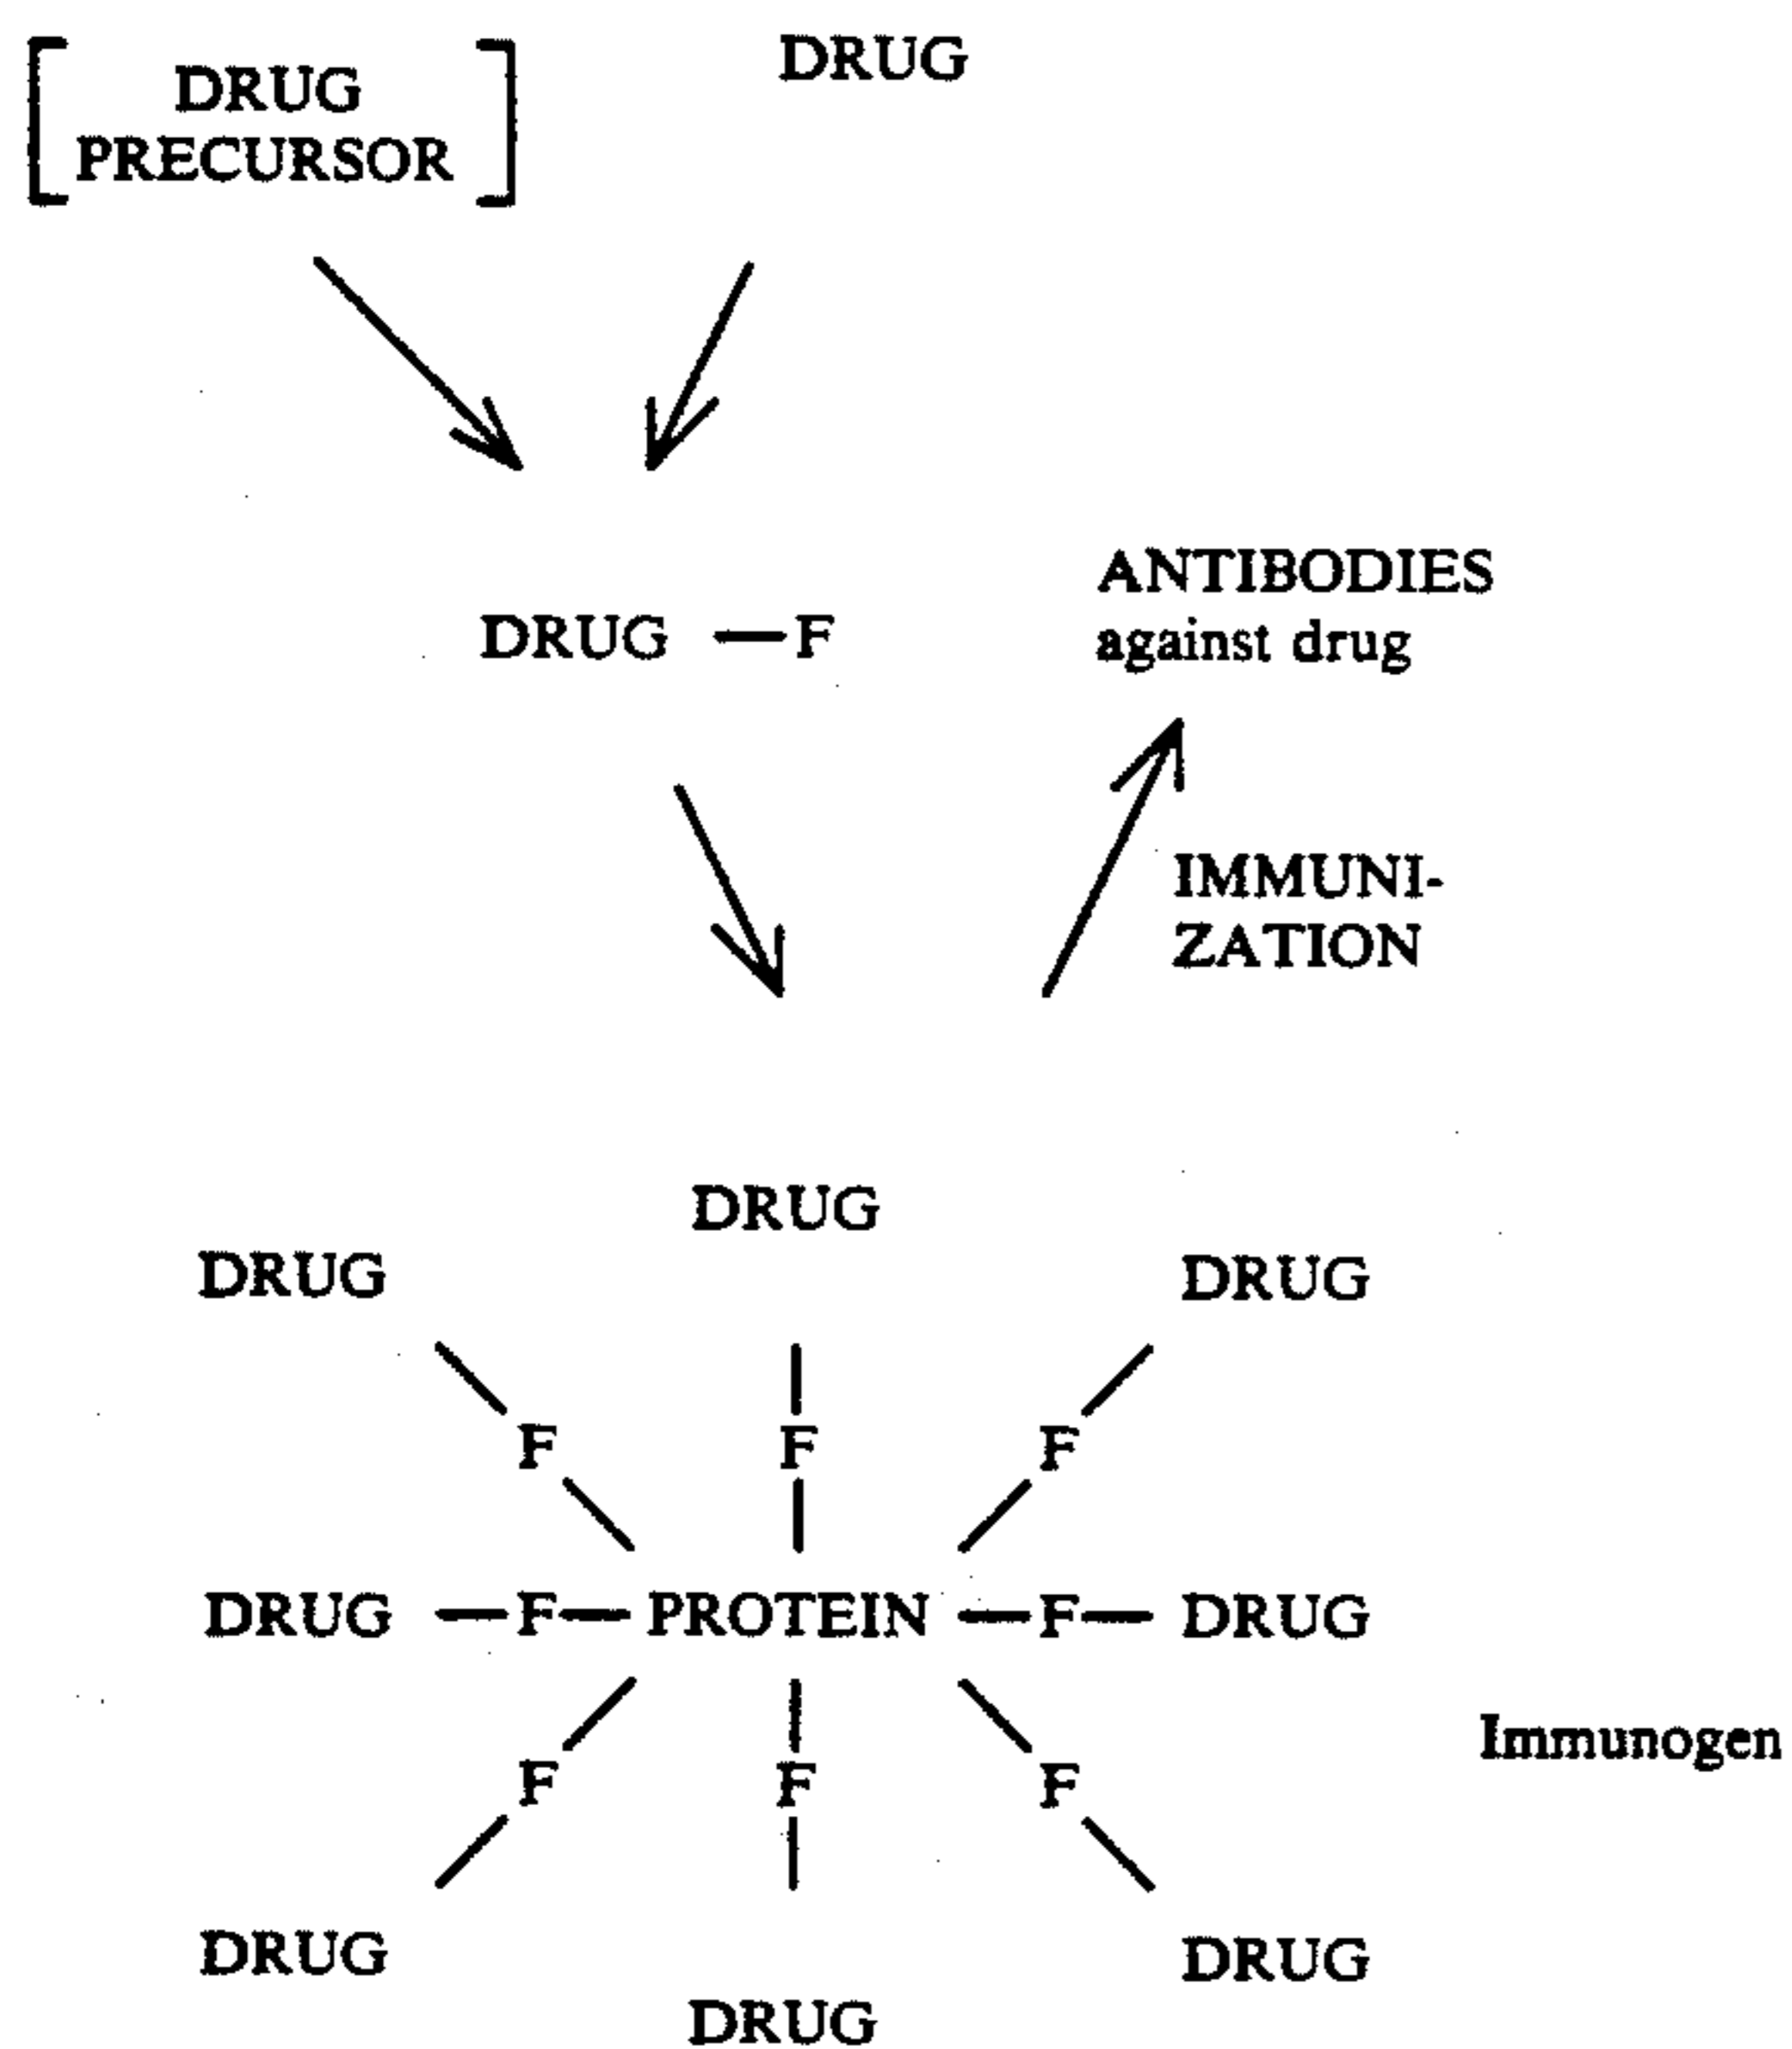 DRUG
PRECURSOR
DRUG
DRUG — F
ANTIBODIES
against drug
IMMUNI-
ZATION
DRUG
DRUG
DRUG
F
F
F
DRUG — F — PROTEIN — F — DRUG
Immunogen
F
F
F
DRUG
DRUG
DRUG